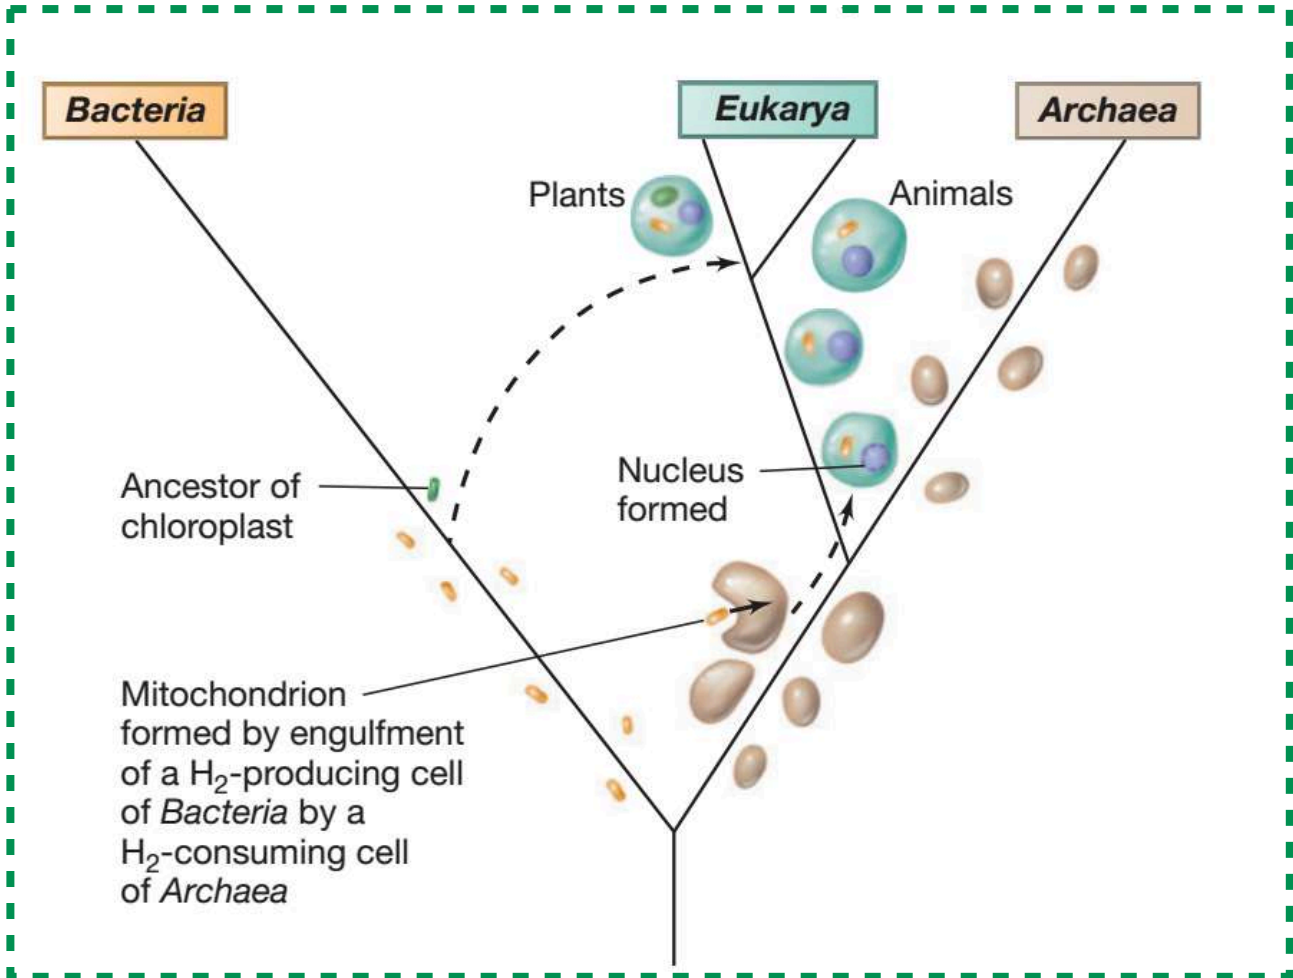 Bacteria
Eukarya
Archaea
Plants
Animals
Ancestor of
chloroplast
Nucleus
formed
Mitochondrion
formed by engulfment
of a H₂-producing cell
of Bacteria by a
H₂-consuming cell
of Archaea